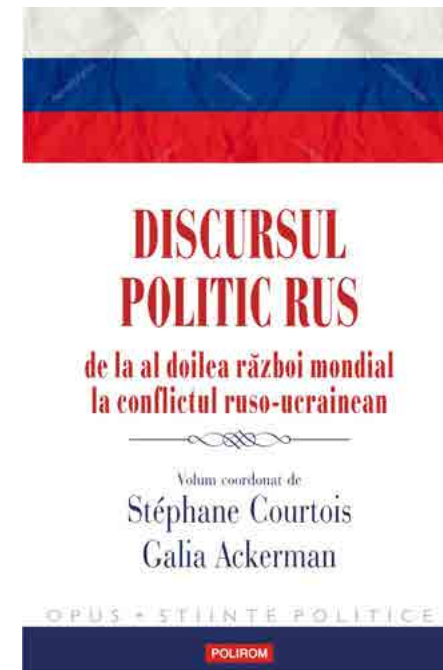 DISCURSUL
POLITIC RUS
de la al doilea război mondial
la conflictul ruso-ucrainean
Volum coordonat de
Stéphane Courtois
Galia Ackerman
OPUS + STIINTE POLITICE
POLIROM